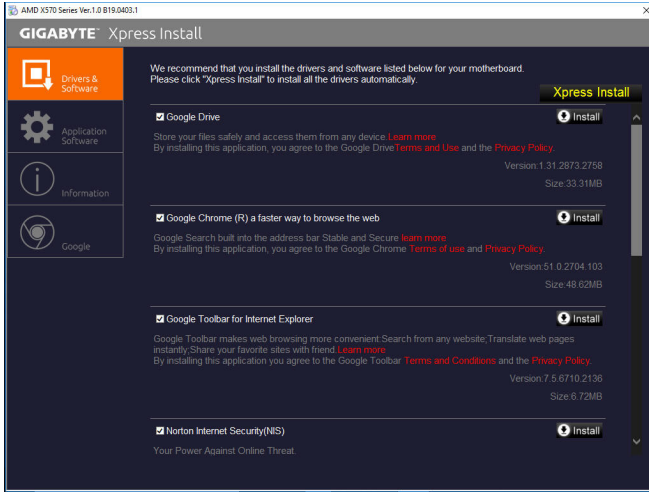 AMD X570 Series Ver.1.0 B19.0403.1
GIGABYTE™ Xpress Install
Drivers &
Software
Application
Software
Information
Google
We recommend that you install the drivers and software listed below for your motherboard.
Please click "Xpress Install" to install all the drivers automatically.
Xpress Install
Google Drive
Install
Store your files safely and access them from any device.Learn more
By installing this application, you agree to the Google DriveTerms and Use and the Privacy Policy.
Version:1.31.2873.2758
Size:33.31MB
Google Chrome (R) a faster way to browse the web
Install
Google Search built into the address bar Stable and Secure learn more
By installing this application, you agree to the Google Chrome Terms of use and Privacy Policy.
Version:51.0.2704.103
Size:48.62MB
Google Toolbar for Internet Explorer
Install
Google Toolbar makes web browsing more convenient:Search from any website;Translate web pages
instantly;Share your favorite sites with friend.Learn more
By installing this application you agree to the Google Toolbar Terms and Conditions and the Privacy Policy.
Version:7.5.6710.2136
Size:6.72MB
Norton Internet Security(NIS)
Install
Your Power Against Online Threat.